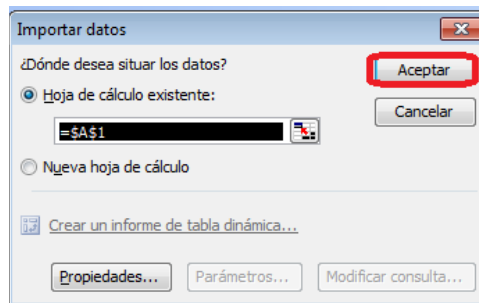 Importar datos
¿Dónde desea situar los datos?
Aceptar
Hoja de cálculo existente:
Cancelar
=$A$1
Nueva hoja de cálculo
Crear un informe de tabla dinámica...
Propiedades... Parámetros... Modificar consulta...